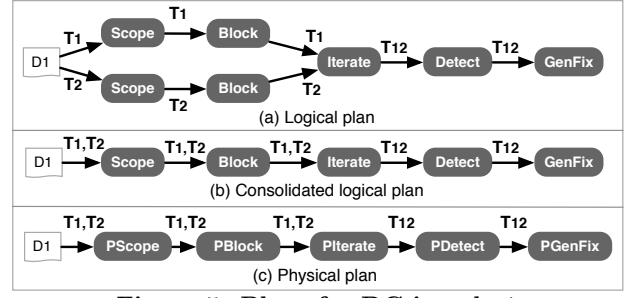 T1 Scope T1 Block T1
D1 Iterate T12 Detect T12 GenFix
T2 Scope T2 Block T2
(a) Logical plan
T1,T2 T1,T2 T1,T2 T12 T12
D1 Scope Block Iterate Detect GenFix
(b) Consolidated logical plan
T1,T2 T1,T2 T1,T2 T12 T12
D1 PScope PBlock PIterate PDetect PGenFix
(c) Physical plan